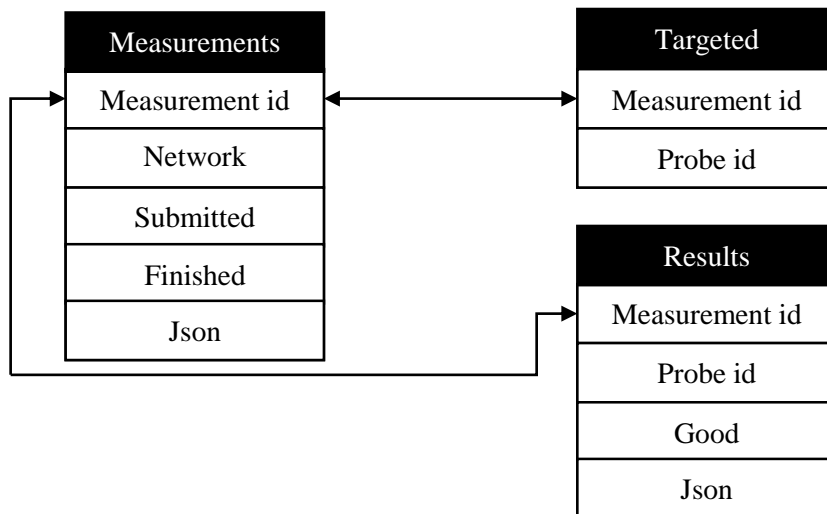 Measurements
Measurement id
Network
Submitted
Finished
Json
Targeted
Measurement id
Probe id
Results
Measurement id
Probe id
Good
Json